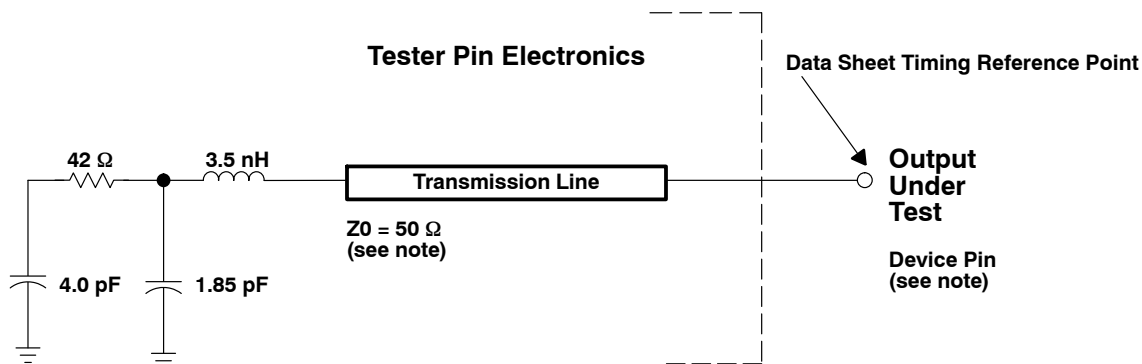 Tester Pin Electronics
Data Sheet Timing Reference Point
42 Ω
3.5 nH
Transmission Line
Output
Under
Test
Z0 = 50 Ω
(see note)
Device Pin
(see note)
4.0 pF
1.85 pF